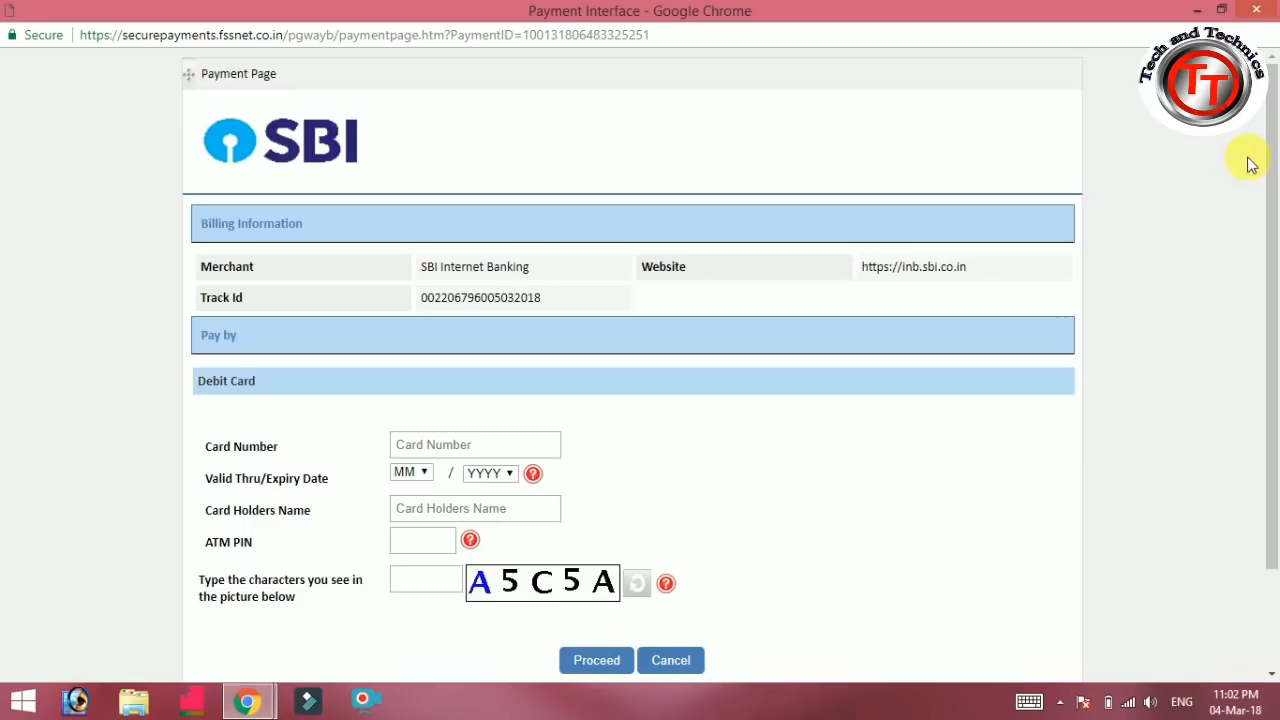 Payment Interface - Google Chrome
Secure https://securepayments.fssnet.co.in/pgwayb/paymentpage.htm?PaymentID=100131806483325251
Tech and Technics
TT
Payment Page
SBI
Billing Information
Merchant SBI Internet Banking Website https://inb.sbi.co.in
Track Id 002206796005032018
Pay by
Debit Card
Card Number Card Number
Valid Thru/Expiry Date MM / YYYY ?
Card Holders Name Card Holders Name
ATM PIN ?
Type the characters you see in
the picture below
A 5 C 5 A ?
Proceed Cancel
ENG
11:02 PM
04-Mar-18